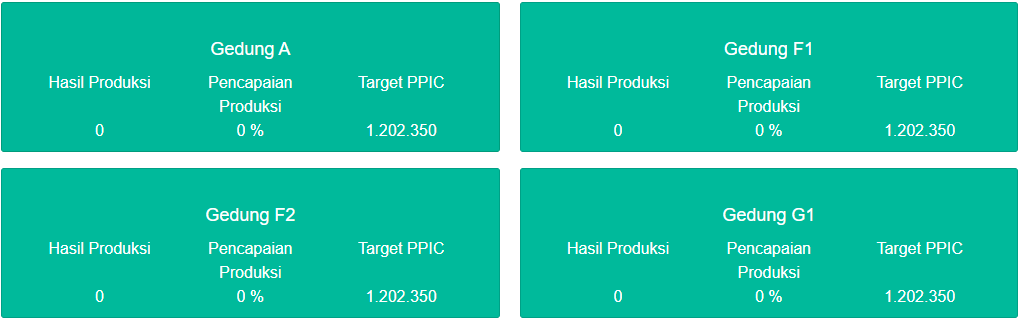 Gedung A
Hasil Produksi Pencapaian Produksi Target PPIC
0 0 % 1.202.350
Gedung F1
Hasil Produksi Pencapaian Produksi Target PPIC
0 0 % 1.202.350
Gedung F2
Hasil Produksi Pencapaian Produksi Target PPIC
0 0 % 1.202.350
Gedung G1
Hasil Produksi Pencapaian Produksi Target PPIC
0 0 % 1.202.350